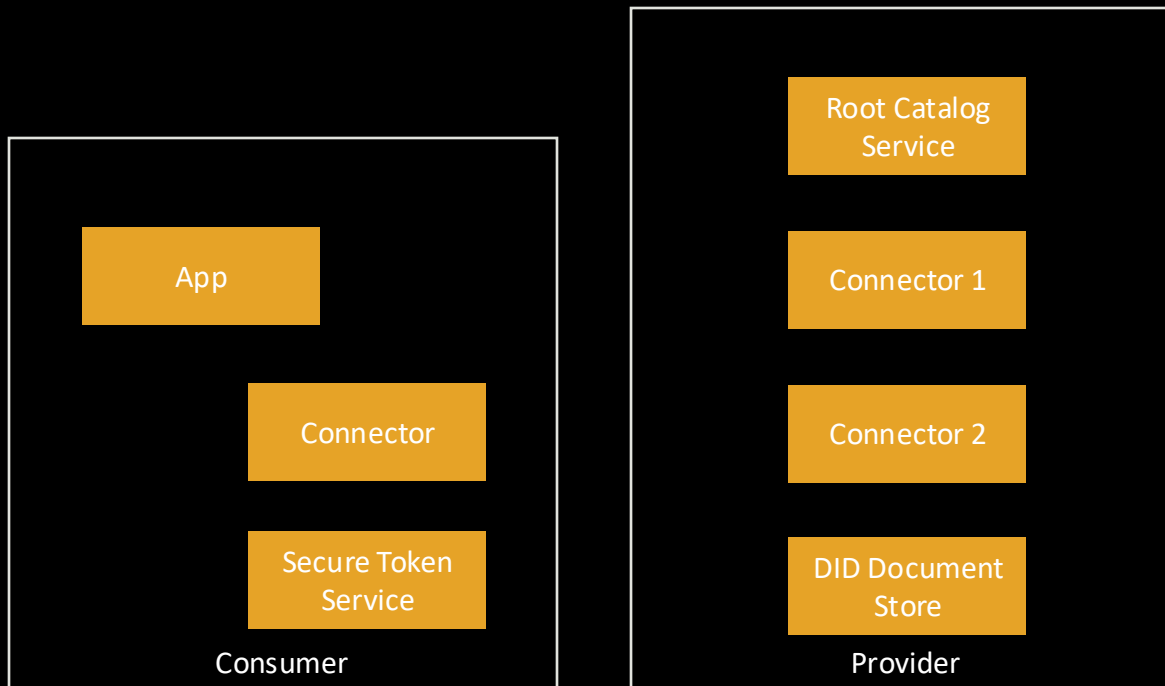 App
Connector
Secure Token
Service
Consumer
Root Catalog
Service
Connector 1
Connector 2
DID Document
Store
Provider